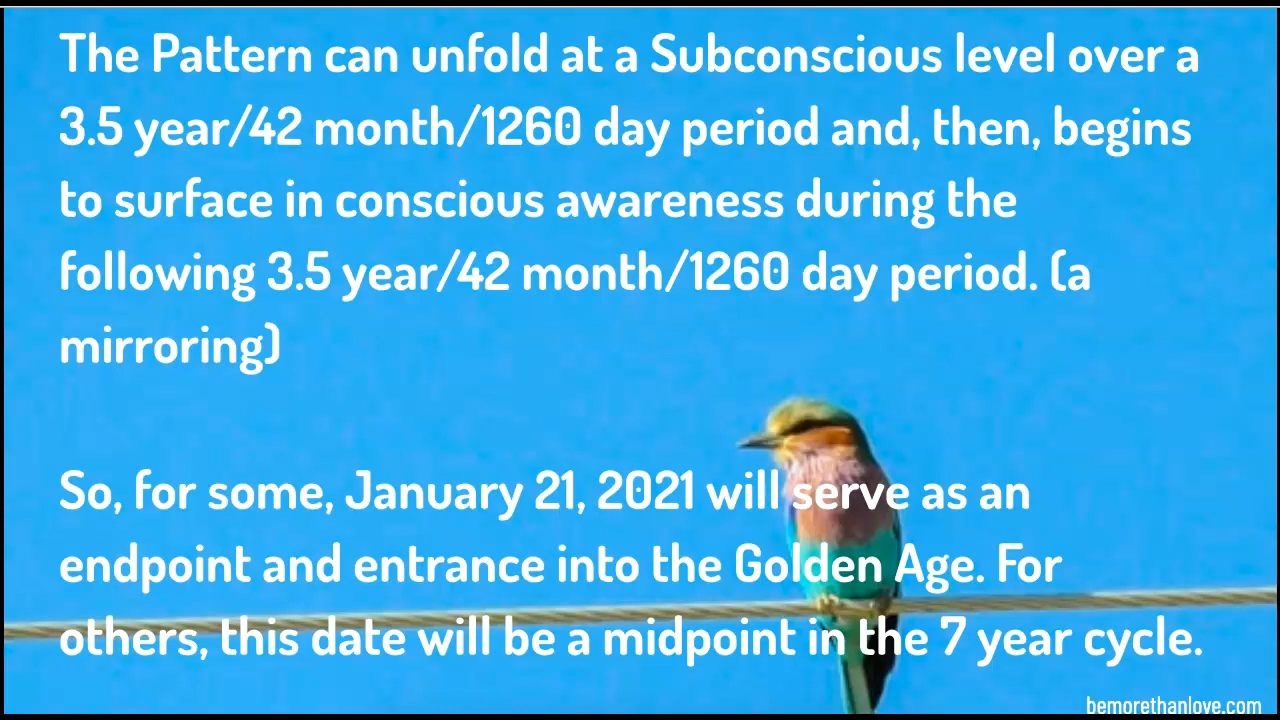 The Pattern can unfold at a Subconscious level over a
3.5 year/42 month/1260 day period and, then, begins
to surface in conscious awareness during the
following 3.5 year/42 month/1260 day period. (a
mirroring)
So, for some, January 21, 2021 will serve as an
endpoint and entrance into the Golden Age. For
others, this date will be a midpoint in the 7 year cycle.
bemorethanlove.com